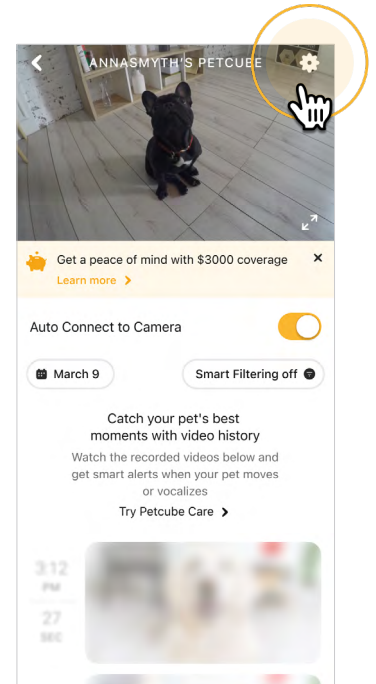 ANNASMYTH'S PETCUBE
Get a peace of mind with $3000 coverage
Learn more
Auto Connect to Camera
March 9
Smart Filtering off
Catch your pet's best
moments with video history
Watch the recorded videos below and
get smart alerts when your pet moves
or vocalizes
Try Petcube Care
3:12
PM
27
SEC